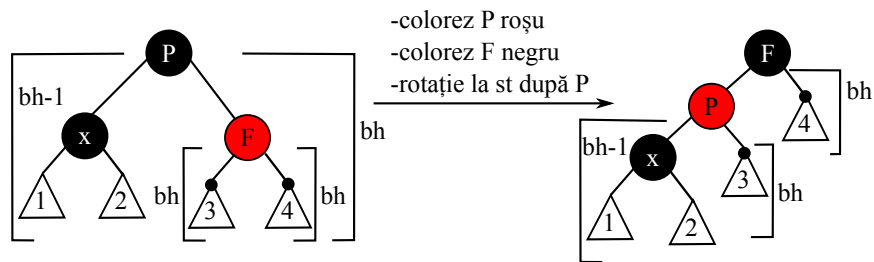 -colorez P roșu
-colorez F negru
-rotație la st după P
P
bh-1
x
F
bh
1
2
bh
3
4
bh
F
P
4
bh
bh-1
x
3
bh
1
2